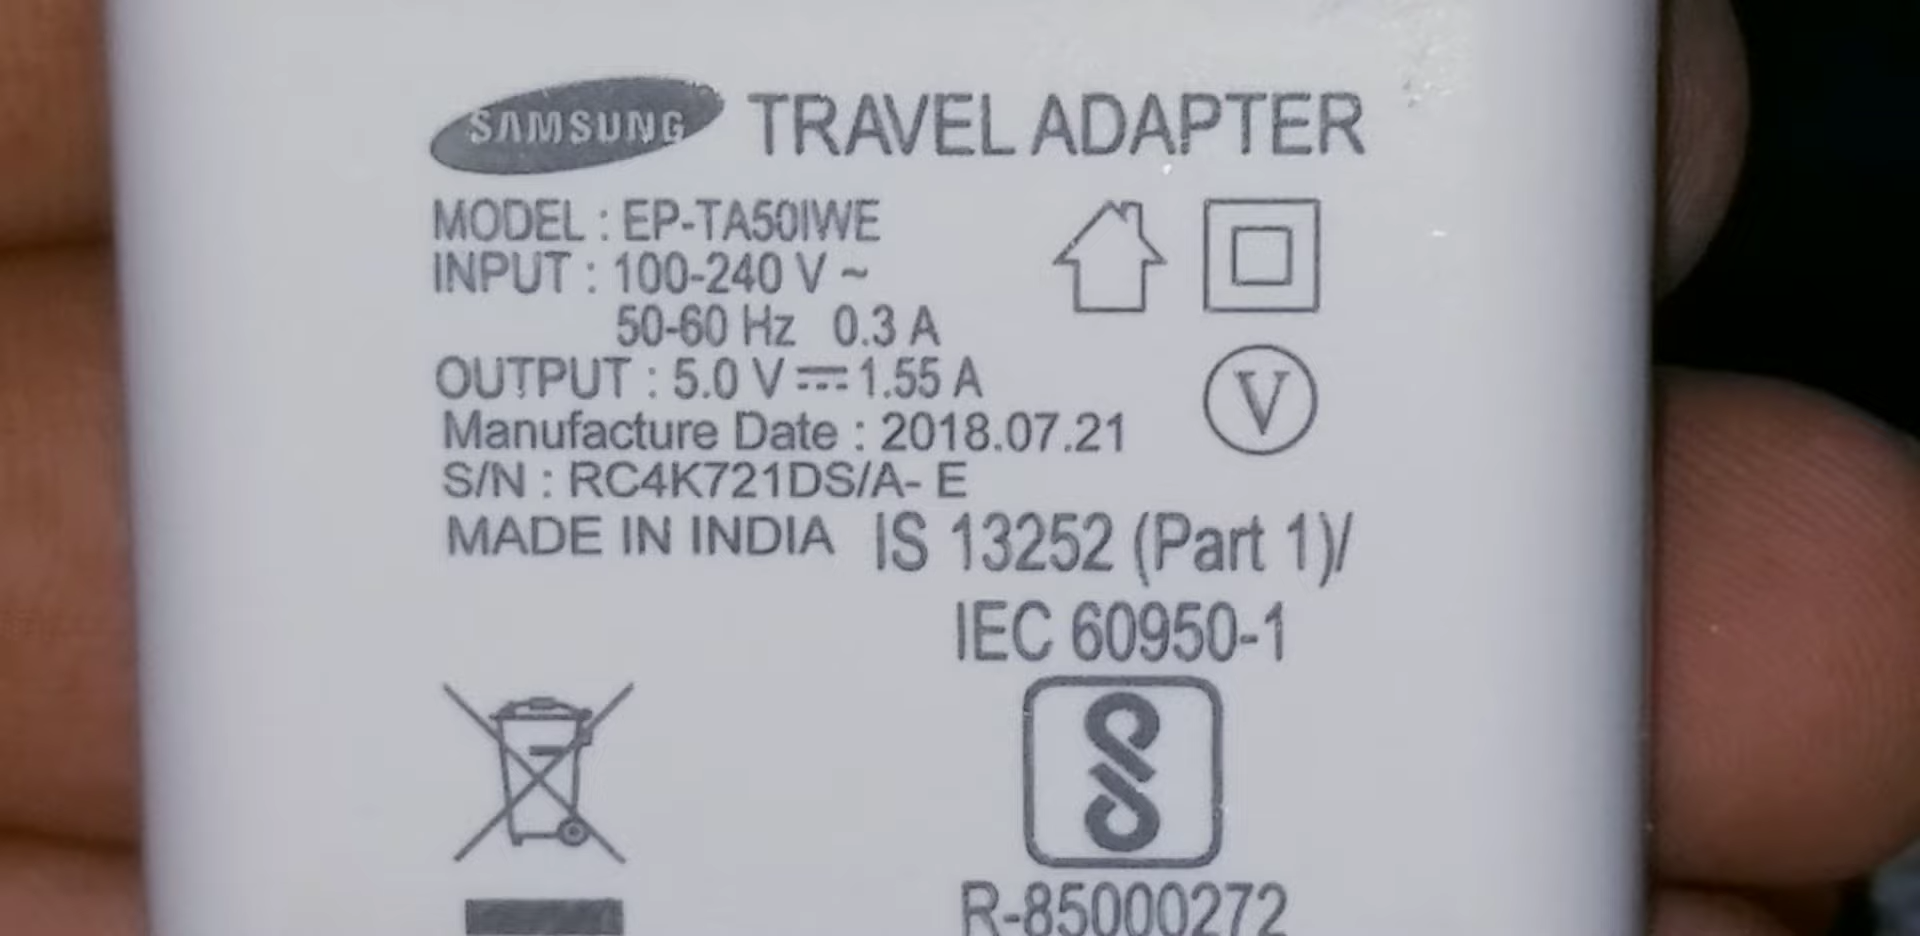 SAMSUNG TRAVEL ADAPTER
MODEL : EP-TA50IWE
INPUT : 100-240 V ~
50-60 Hz 0.3 A
OUTPUT : 5.0 V ⎓ 1.55 A
V
Manufacture Date : 2018.07.21
S/N : RC4K721DS/A- E
MADE IN INDIA IS 13252 (Part 1)/
IEC 60950-1
R-85000272